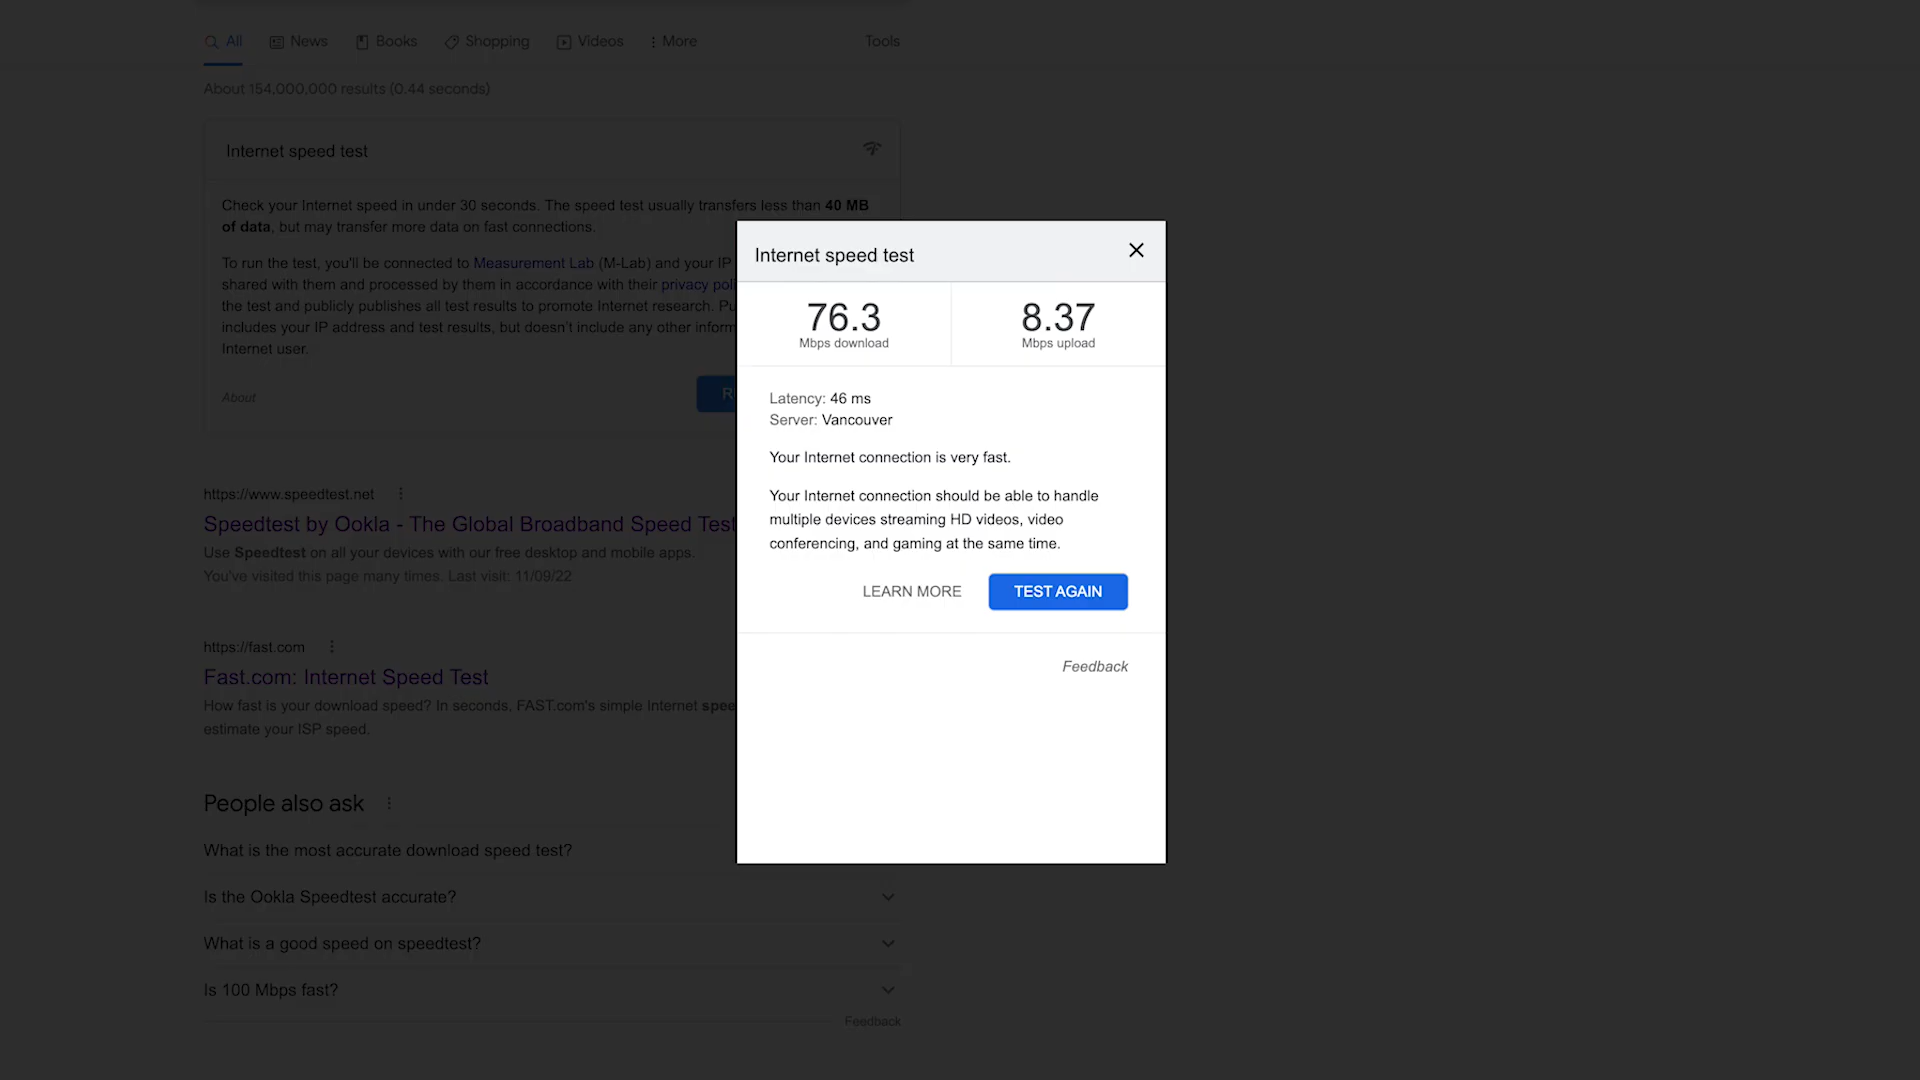 All News Books Shopping Videos More Tools
About 154,000,000 results (0.44 seconds)
Internet speed test
Check your Internet speed in under 30 seconds. The speed test usually transfers less than 40 MB
of data, but may transfer more data on fast connections.
To run the test, you'll be connected to Measurement Lab (M-Lab) and your IP
shared with them and processed by them in accordance with their privacy
the test and publicly publishes all test results to promote Internet research.
includes your IP address and test results, but doesn't include any other
Internet user.
About
https://www.speedtest.net
Speedtest by Ookla - The Global Broadband Speed Test
Use Speedtest on all your devices with our free desktop and mobile apps.
You've visited this page many times. Last visit: 11/09/22
https://fast.com
Fast.com: Internet Speed Test
How fast is your download speed? In seconds, FAST.com's simple Internet
estimate your ISP speed.
People also ask
What is the most accurate download speed test?
Is the Ookla Speedtest accurate?
What is a good speed on speedtest?
Is 100 Mbps fast?
Feedback
Internet speed test
76.3
Mbps download
8.37
Mbps upload
Latency: 46 ms
Server: Vancouver
Your Internet connection is very fast.
Your Internet connection should be able to handle
multiple devices streaming HD videos, video
conferencing, and gaming at the same time.
LEARN MORE TEST AGAIN
Feedback